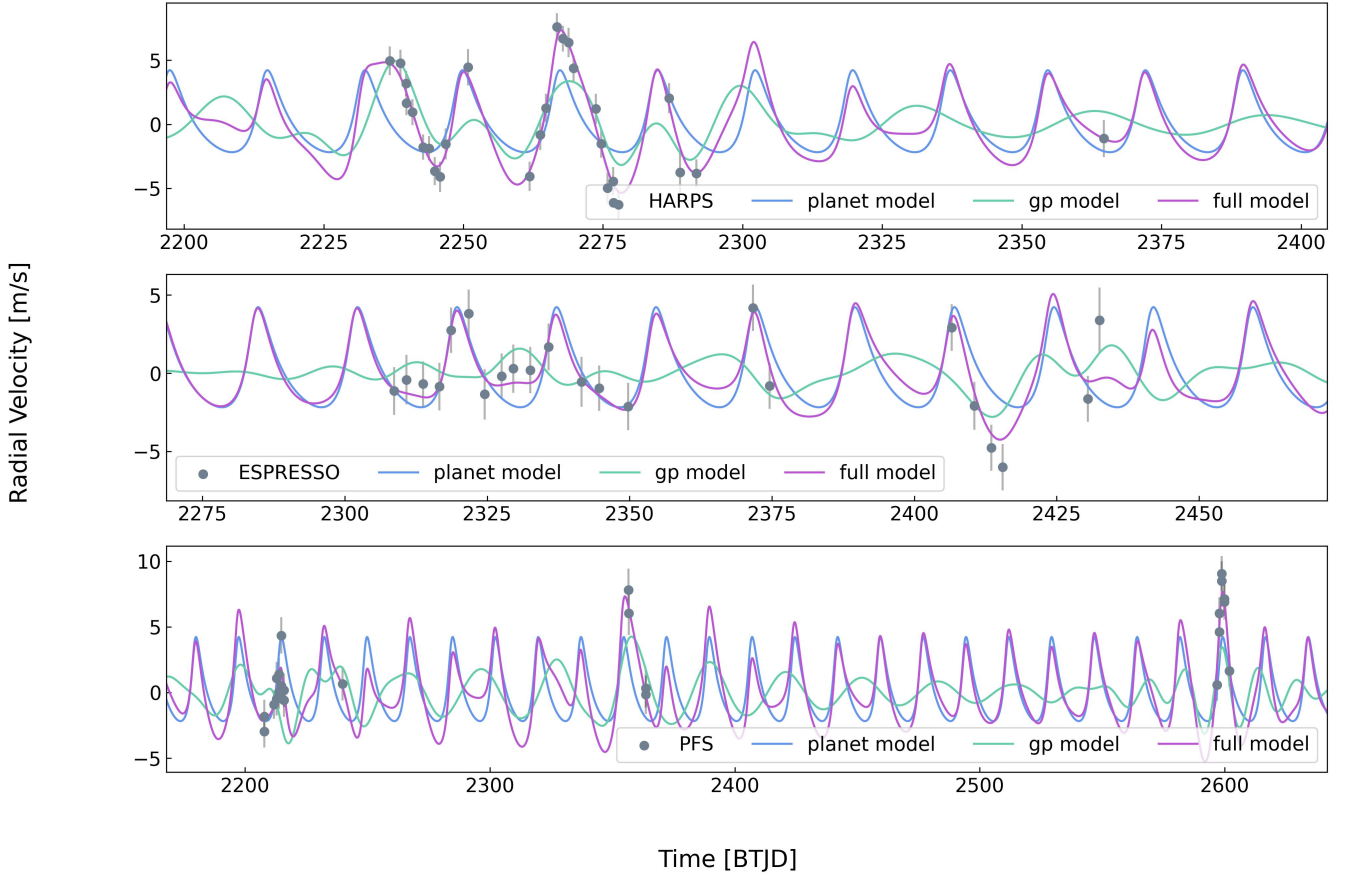 Radial Velocity [m/s]
5
0
−5
HARPS planet model gp model full model
2200 2225 2250 2275 2300 2325 2350 2375 2400
5
0
−5
ESPRESSO planet model gp model full model
2275 2300 2325 2350 2375 2400 2425 2450
10
5
0
−5
PFS planet model gp model full model
2200 2300 2400 2500 2600
Time [BTJD]